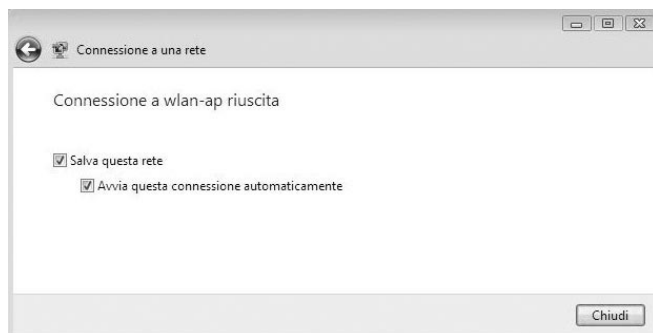 Connessione a una rete
Connessione a wlan-ap riuscita
Salva questa rete
Avvia questa connessione automaticamente
Chiudi